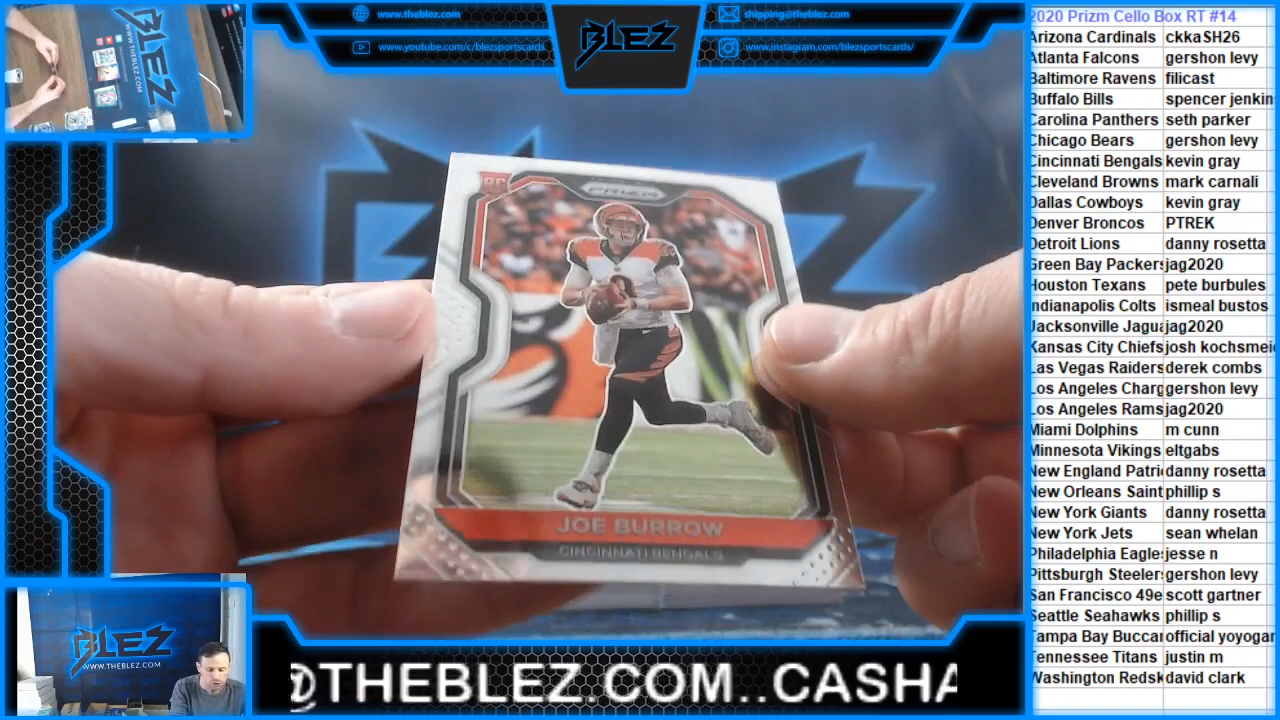 www.theblez.com
www.youtube.com/c/blezsportscards
BLEZ
shipping@theblez.com
www.instagram.com/blezsportscards/
BLEZ
WWW.THEBLEZ.COM
RC
PRIZM
JOE BURROW
CINCINNATI BENGALS
BLEZ
WWW.THEBLEZ.COM
@THEBLEZ.COM..CASHA
2020 Prizm Cello Box RT #14
Arizona Cardinals ckkaSH26
Atlanta Falcons gershon levy
Baltimore Ravens filicast
Buffalo Bills spencer jenkin
Carolina Panthers seth parker
Chicago Bears gershon levy
Cincinnati Bengals kevin gray
Cleveland Browns mark carnali
Dallas Cowboys kevin gray
Denver Broncos PTREK
Detroit Lions danny rosetta
Green Bay Packers jag2020
Houston Texans pete burbules
Indianapolis Colts ismeal bustos
Jacksonville Jagua jag2020
Kansas City Chiefs josh kochsmei
Las Vegas Raiders derek combs
Los Angeles Charg gershon levy
Los Angeles Rams jag2020
Miami Dolphins m cunn
Minnesota Vikings eltgabs
New England Patri danny rosetta
New Orleans Saint phillip s
New York Giants danny rosetta
New York Jets sean whelan
Philadelphia Eagle jesse n
Pittsburgh Steeler gershon levy
San Francisco 49e scott gartner
Seattle Seahawks phillip s
Tampa Bay Buccar official yoyogar
Tennessee Titans justin m
Washington Redsk david clark